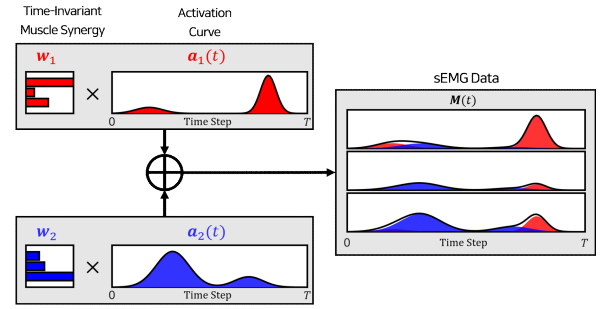 Time-Invariant
Muscle Synergy
Activation
Curve
w₁
a₁(t)
×
0
Time Step
T
sEMG Data
M(t)
0
Time Step
T
w₂
a₂(t)
×
0
Time Step
T